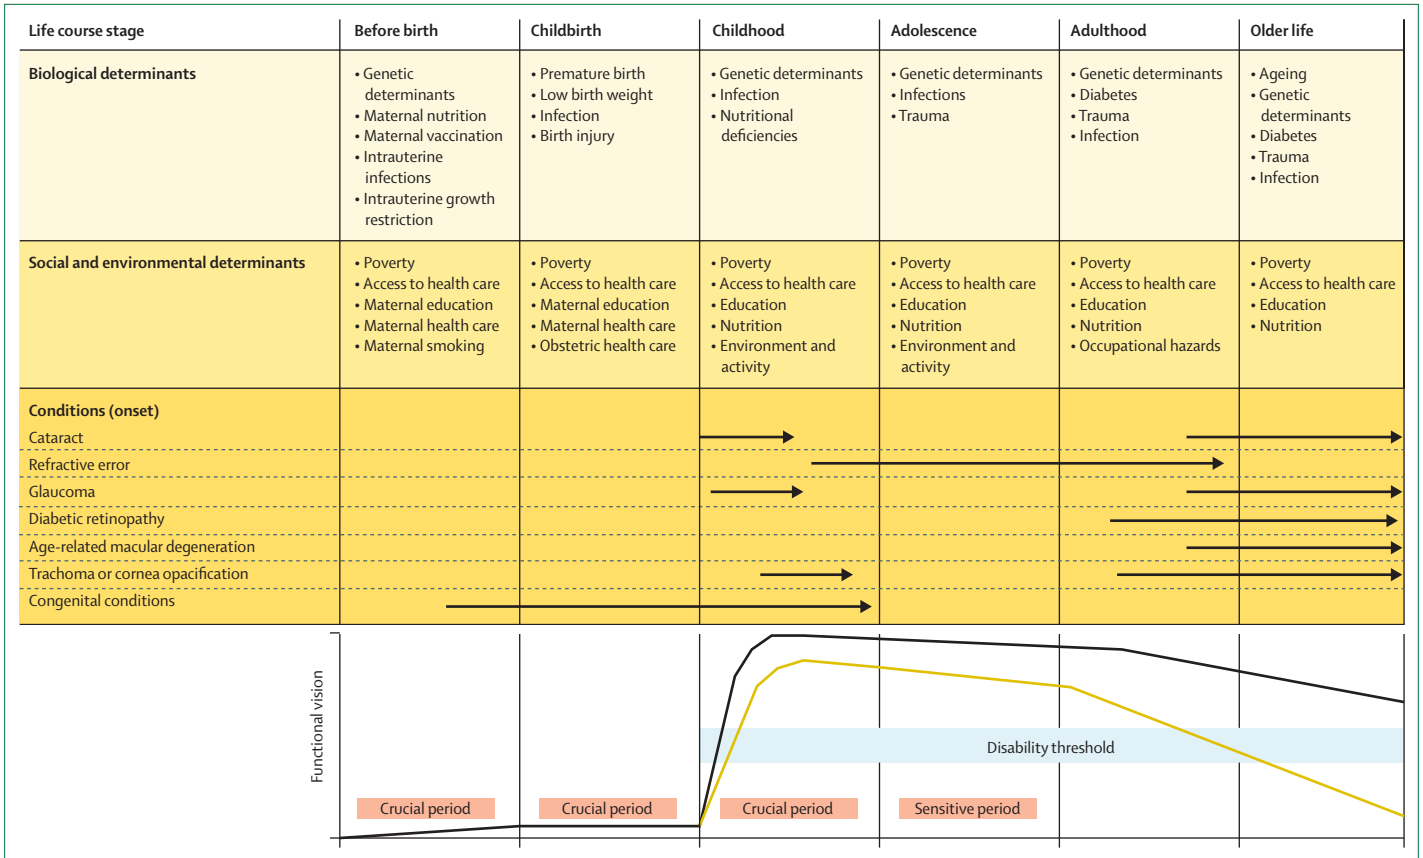 Life course stage
Before birth
Childbirth
Childhood
Adolescence
Adulthood
Older life
Biological determinants
• Genetic
determinants
• Maternal nutrition
• Maternal vaccination
• Intrauterine
infections
• Intrauterine growth
restriction
• Premature birth
• Low birth weight
• Infection
• Birth injury
• Genetic determinants
• Infection
• Nutritional
deficiencies
• Genetic determinants
• Infections
• Trauma
• Genetic determinants
• Diabetes
• Trauma
• Infection
• Ageing
• Genetic
determinants
• Diabetes
• Trauma
• Infection
Social and environmental determinants
• Poverty
• Access to health care
• Maternal education
• Maternal health care
• Maternal smoking
• Poverty
• Access to health care
• Maternal education
• Maternal health care
• Obstetric health care
• Poverty
• Access to health care
• Education
• Nutrition
• Environment and
activity
• Poverty
• Access to health care
• Education
• Nutrition
• Environment and
activity
• Poverty
• Access to health care
• Education
• Nutrition
• Occupational hazards
• Poverty
• Access to health care
• Education
• Nutrition
Conditions (onset)
Cataract
Refractive error
Glaucoma
Diabetic retinopathy
Age-related macular degeneration
Trachoma or cornea opacification
Congenital conditions
Functional vision
Disability threshold
Crucial period
Crucial period
Crucial period
Sensitive period